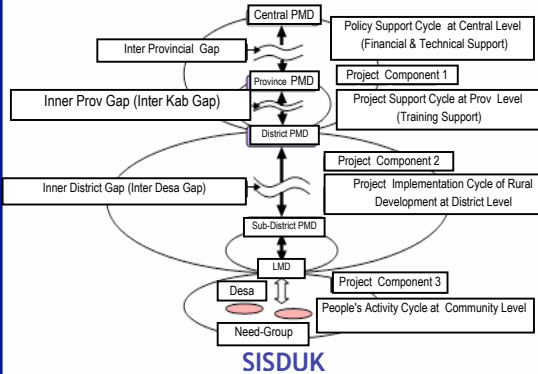 Central PMD
Policy Support Cycle at Central Level
(Financial & Technical Support)
Inter Provincial Gap
Province PMD
Project Component 1
Inner Prov Gap (Inter Kab Gap)
Project Support Cycle at Prov Level
(Training Support)
District PMD
Project Component 2
Inner District Gap (Inter Desa Gap)
Project Implementation Cycle of Rural
Development at District Level
Sub-District PMD
LMD
Project Component 3
Desa
People's Activity Cycle at Community Level
Need-Group
SISDUK